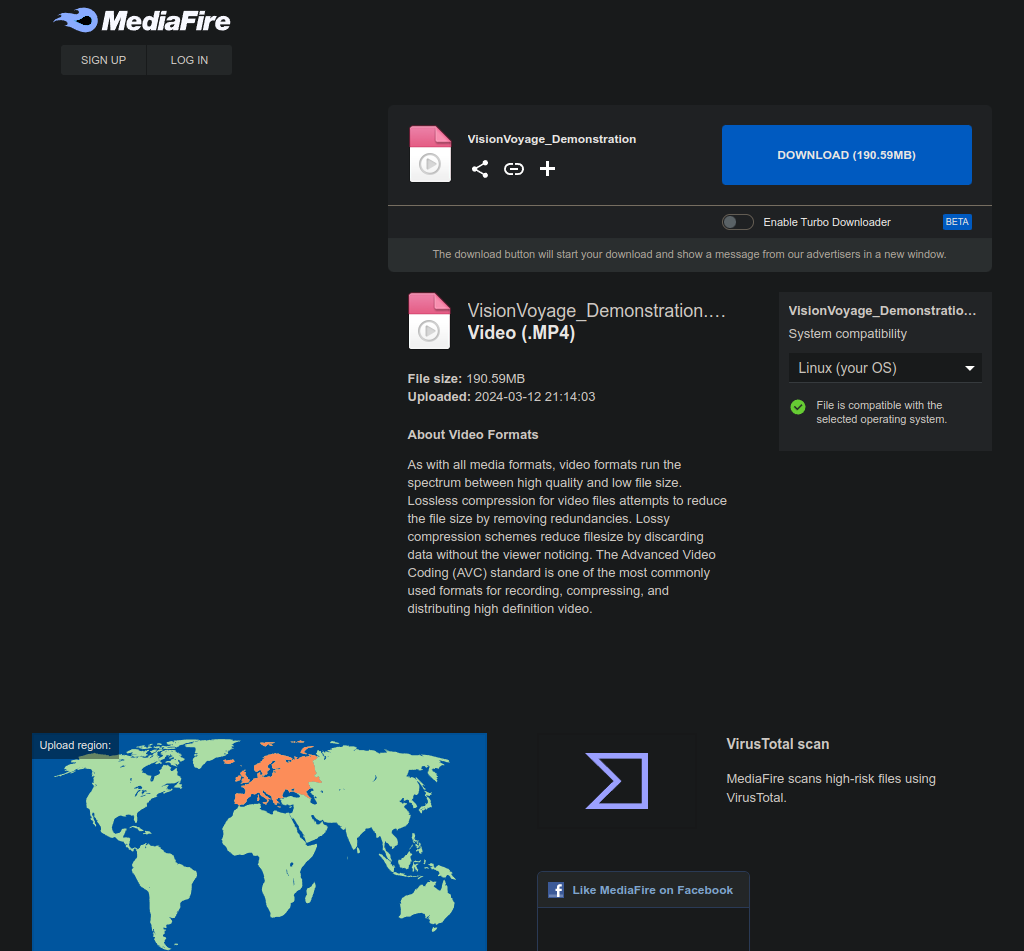 MediaFire
SIGN UP
LOG IN
VisionVoyage_Demonstration
DOWNLOAD (190.59MB)
Enable Turbo Downloader
BETA
The download button will start your download and show a message from our advertisers in a new window.
VisionVoyage_Demonstration....
Video (.MP4)
File size: 190.59MB
Uploaded: 2024-03-12 21:14:03
About Video Formats
As with all media formats, video formats run the
spectrum between high quality and low file size.
Lossless compression for video files attempts to reduce
the file size by removing redundancies. Lossy
compression schemes reduce filesize by discarding
data without the viewer noticing. The Advanced Video
Coding (AVC) standard is one of the most commonly
used formats for recording, compressing, and
distributing high definition video.
VisionVoyage_Demonstratio...
System compatibility
Linux (your OS)
File is compatible with the
selected operating system.
Upload region:
VirusTotal scan
MediaFire scans high-risk files using
VirusTotal.
Like MediaFire on Facebook